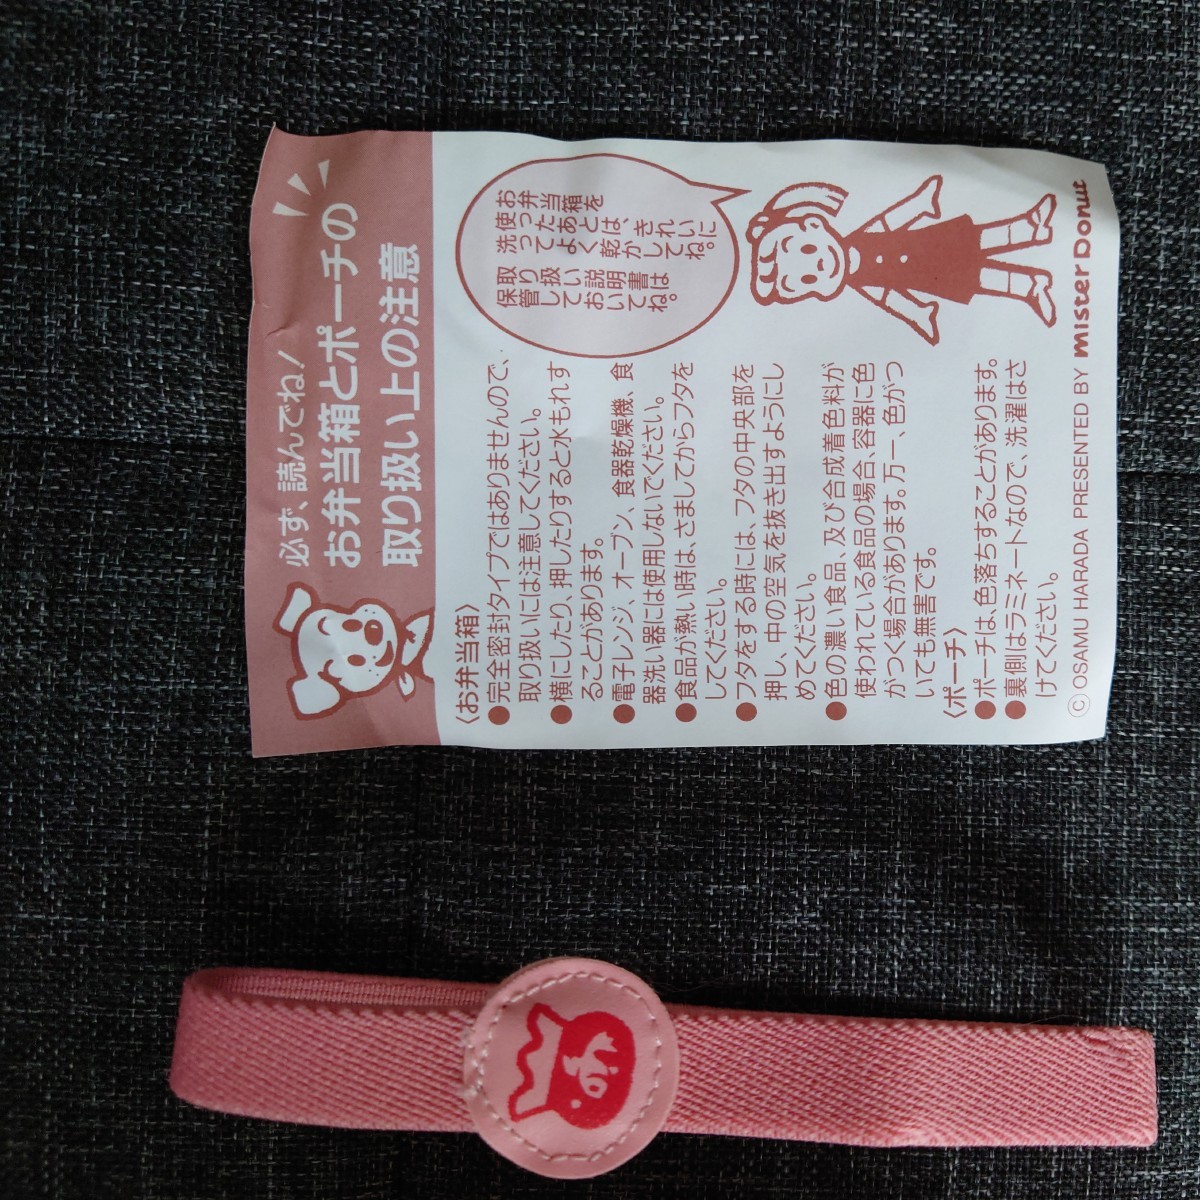 必ず、読んでね!
お弁当箱とポーチの
取り扱い上の注意
〈お弁当箱〉
●完全密封タイプではありませんので、
取り扱いには注意してください。
●横にしたり、押したりすると水もれす
ることがあります。
●電子レンジ、オーブン、食器乾燥機、食
器洗い器には使用しないでください。
●食品が熱い時は、さましてからフタを
してください。
●フタをする時には、フタの中央部を
押し、中の空気を抜き出すようにし
めてください。
●色の濃い食品、及び合成着色料が
使われている食品の場合、容器に色
がつく場合があります。万一、色がつ
いても無害です。
〈ポーチ〉
●ポーチは、色落ちすることがあります。
●裏側はラミネートなので、洗濯はさ
けてください。
お弁当箱を
使ったあとは、きれいに
洗ってよく乾かしてね。
取り扱い説明書は
保管しておいてね。
© OSAMU HARADA PRESENTED BY mister Donut